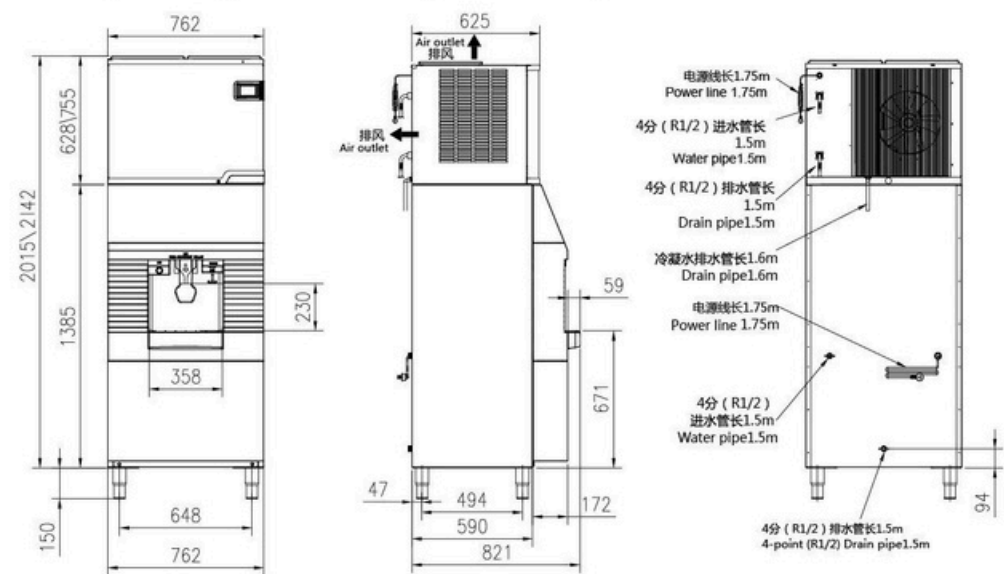 762
628\755
2015\2142
1385
230
358
150
648
762
625
Air outlet
排风
排风
Air outlet
59
671
47
494
172
590
821
电源线长1.75m
Power line 1.75m
4分（R1/2）进水管长
1.5m
Water pipe1.5m
4分（R1/2）排水管长
1.5m
Drain pipe1.5m
冷凝水排水管长1.6m
Drain pipe1.6m
电源线长1.75m
Power line 1.75m
4分（R1/2）
进水管长1.5m
Water pipe1.5m
94
4分（R1/2）排水管长1.5m
4-point (R1/2) Drain pipe1.5m